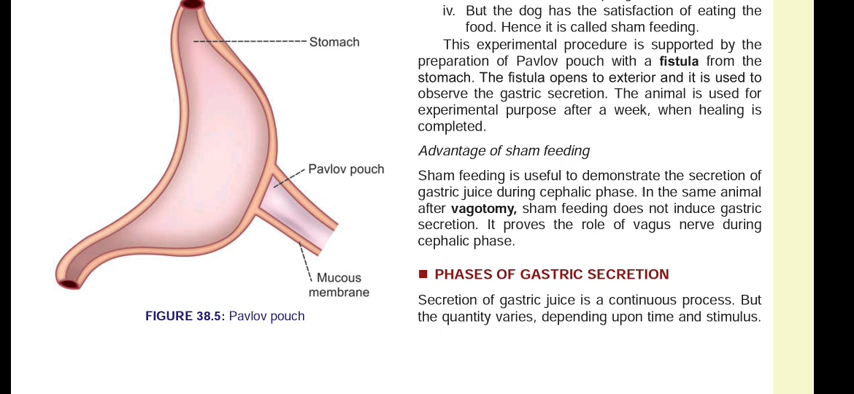 Stomach
Pavlov pouch
Mucous
membrane
FIGURE 38.5: Pavlov pouch
iv. But the dog has the satisfaction of eating the
food. Hence it is called sham feeding.
This experimental procedure is supported by the
preparation of Pavlov pouch with a fistula from the
stomach. The fistula opens to exterior and it is used to
observe the gastric secretion. The animal is used for
experimental purpose after a week, when healing is
completed.
Advantage of sham feeding
Sham feeding is useful to demonstrate the secretion of
gastric juice during cephalic phase. In the same animal
after vagotomy, sham feeding does not induce gastric
secretion. It proves the role of vagus nerve during
cephalic phase.
■ PHASES OF GASTRIC SECRETION
Secretion of gastric juice is a continuous process. But
the quantity varies, depending upon time and stimulus.